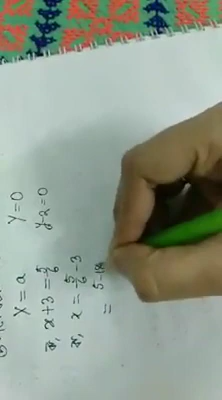 X = a Y = 0
বা, x + 3 = 5/6 y-2=0
বা, x = 5/6 - 3
= 5-18